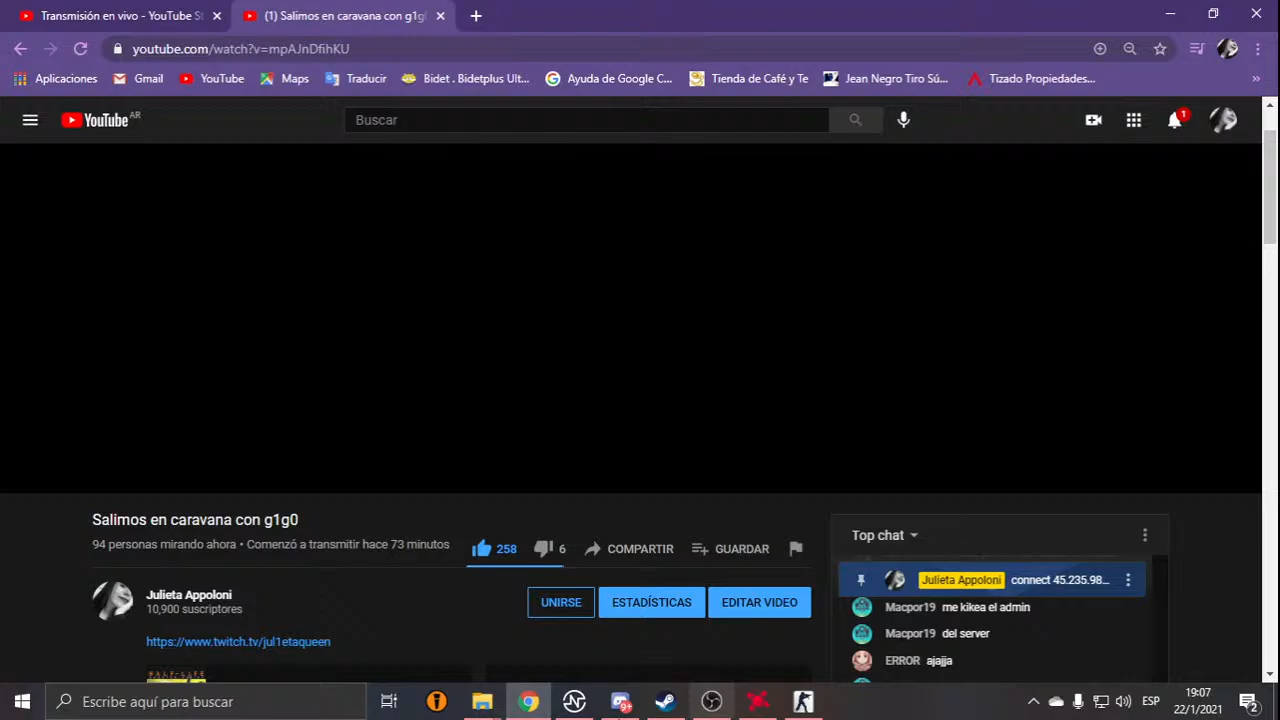 Transmisión en vivo - YouTube St
(1) Salimos en caravana con g1g0
youtube.com/watch?v=mpAJnDfihKU
Aplicaciones
Gmail
YouTube
Maps
Traducir
Bidet . Bidetplus Ult...
Ayuda de Google C...
Tienda de Café y Te
Jean Negro Tiro Sú...
Tizado Propiedades...
»
YouTube AR
Buscar
1
Salimos en caravana con g1g0
94 personas mirando ahora • Comenzó a transmitir hace 73 minutos
258
6
COMPARTIR
GUARDAR
Julieta Appoloni
10,900 suscriptores
UNIRSE
ESTADÍSTICAS
EDITAR VIDEO
https://www.twitch.tv/jul1etaqueen
Top chat
Julieta Appoloni connect 45.235.98...
Macpor19 me kikea el admin
Macpor19 del server
ERROR ajajja
Escribe aquí para buscar
ESP
19:07
22/1/2021
2